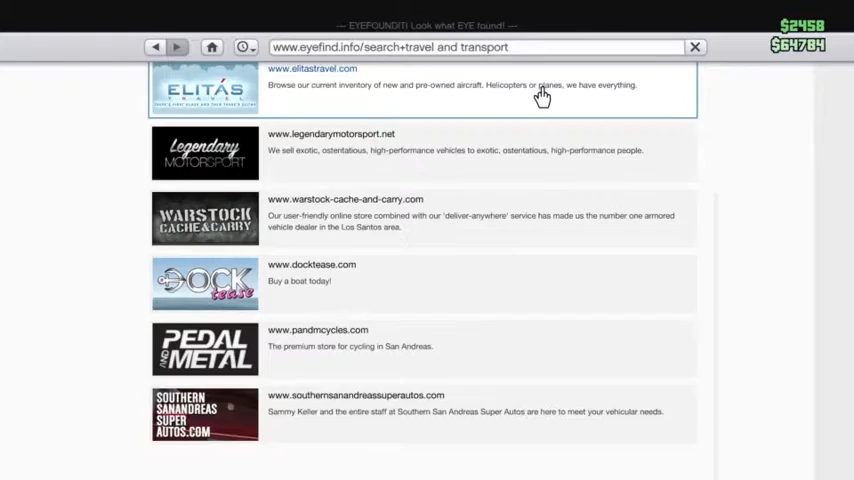 — EYEFOUNDIT! Look what EYE found! —
$2458
www.eyefind.info/search+travel and transport
$64784
ELITÁS
TRAVEL
www.elitastravel.com
Browse our current inventory of new and pre-owned aircraft. Helicopters or planes, we have everything.
Legendary
MOTORSPORT
www.legendarymotorsport.net
We sell exotic, ostentatious, high-performance vehicles to exotic, ostentatious, high-performance people.
WARSTOCK
CACHE&CARRY
www.warstock-cache-and-carry.com
Our user-friendly online store combined with our 'deliver-anywhere' service has made us the number one armored
vehicle dealer in the Los Santos area.
DOCK
tease
www.docktease.com
Buy a boat today!
PEDAL
AND METAL
www.pandmcycles.com
The premium store for cycling in San Andreas.
SOUTHERN
SANANDREAS
SUPER
AUTOS.COM
www.southernsanandreassuperautos.com
Sammy Keller and the entire staff at Southern San Andreas Super Autos are here to meet your vehicular needs.